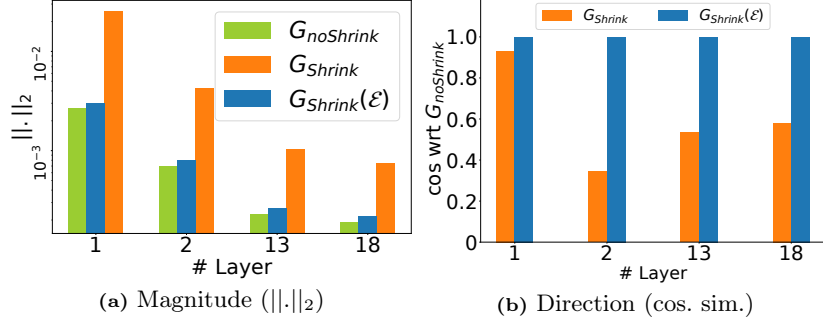 ||.||₂
10⁻²
10⁻³
G_noShrink
G_Shrink
G_Shrink(ℰ)
1 2 13 18
# Layer
(a) Magnitude (||.||₂)
G_Shrink G_Shrink(ℰ)
cos wrt G_noShrink
1.0
0.8
0.6
0.4
0.2
0
1 2 13 18
# Layer
(b) Direction (cos. sim.)